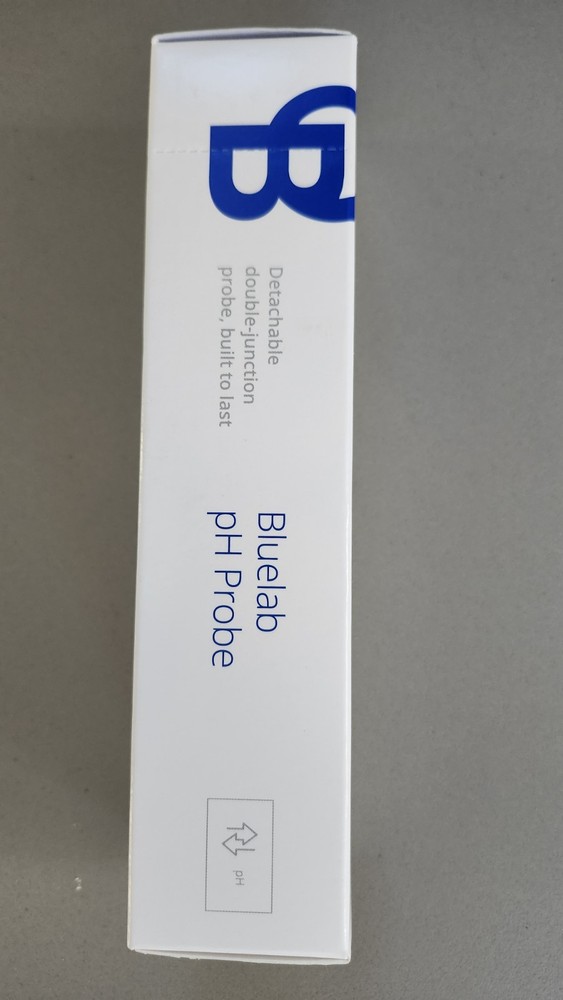 B
Detachable
double-junction
probe, built to last
Bluelab
pH Probe
pH